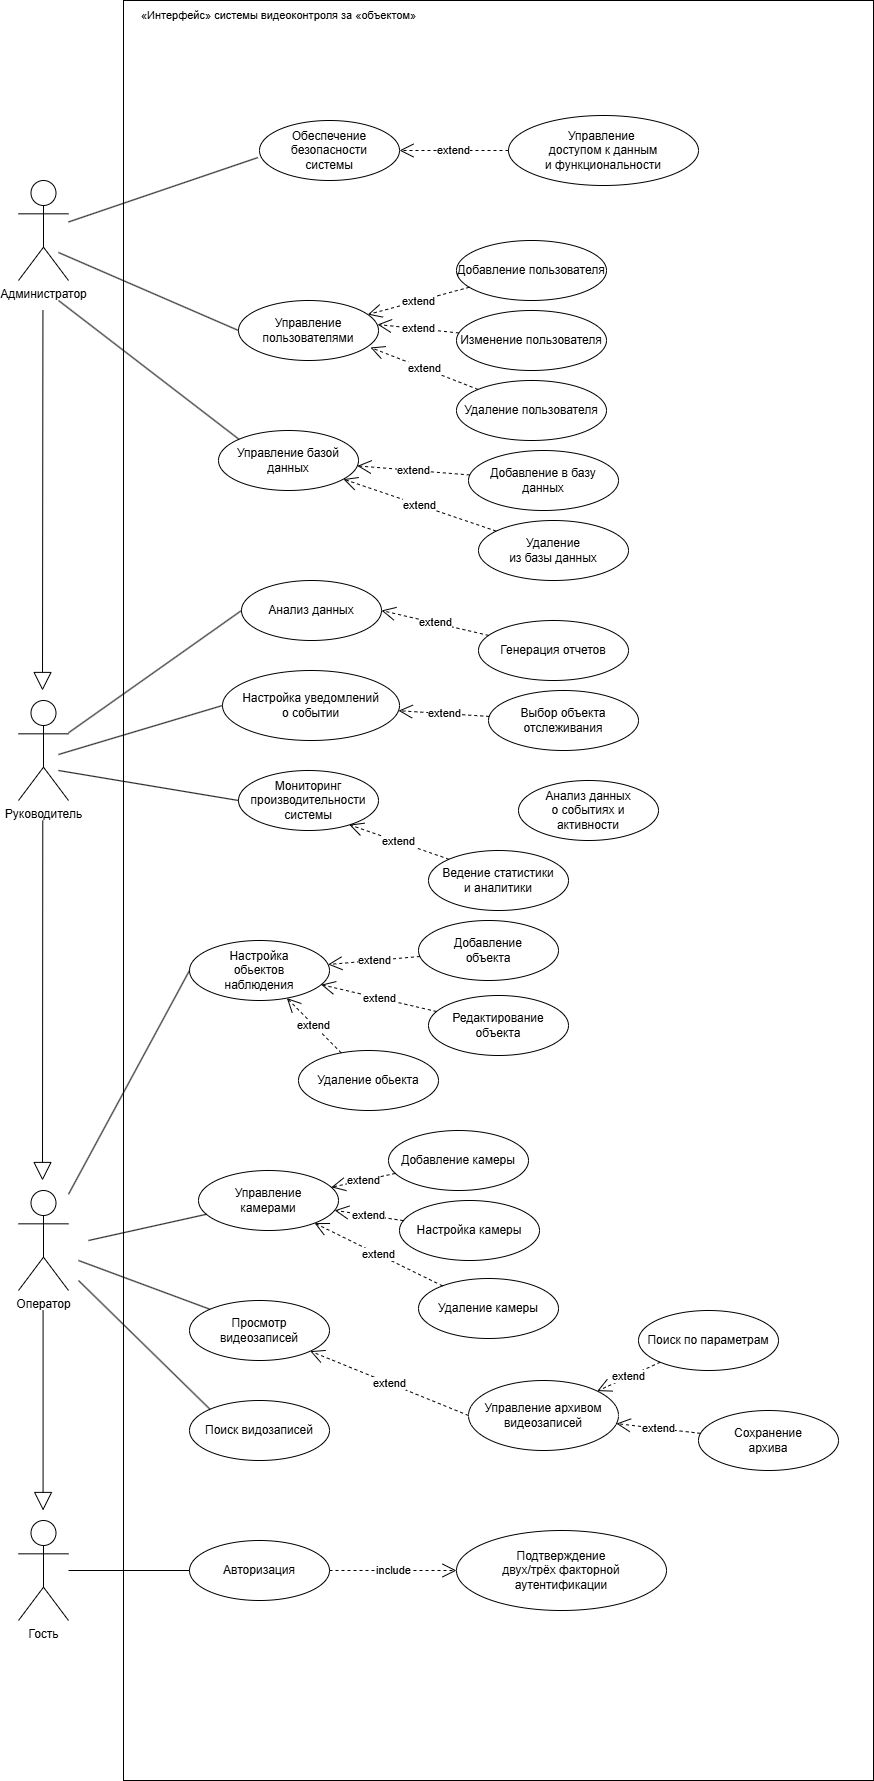 «Интерфейс» системы видеоконтроля за «объектом»
Обеспечение
безопасности
системы
extend
Управление
доступом к данным
и функциональности
Администратор
Добавление пользователя
extend
Управление
пользователями
extend
Изменение пользователя
extend
Удаление пользователя
Управление базой
данных
extend
Добавление в базу
данных
extend
Удаление
из базы данных
Анализ данных
extend
Генерация отчетов
Настройка уведомлений
о событии
extend
Выбор объекта
отслеживания
Руководитель
Мониторинг
производительности
системы
Анализ данных
о событиях и
активности
extend
Ведение статистики
и аналитики
Настройка
обьектов
наблюдения
extend
Добавление
объекта
extend
Редактирование
объекта
extend
Удаление обьекта
Добавление камеры
extend
Управление
камерами
extend
Настройка камеры
extend
Удаление камеры
Оператор
Просмотр
видеозаписей
Поиск по параметрам
extend
extend
Управление архивом
видеозаписей
extend
Сохранение
архива
Поиск видозаписей
Авторизация
include
Подтверждение
двух/трёх факторной
аутентификации
Гость